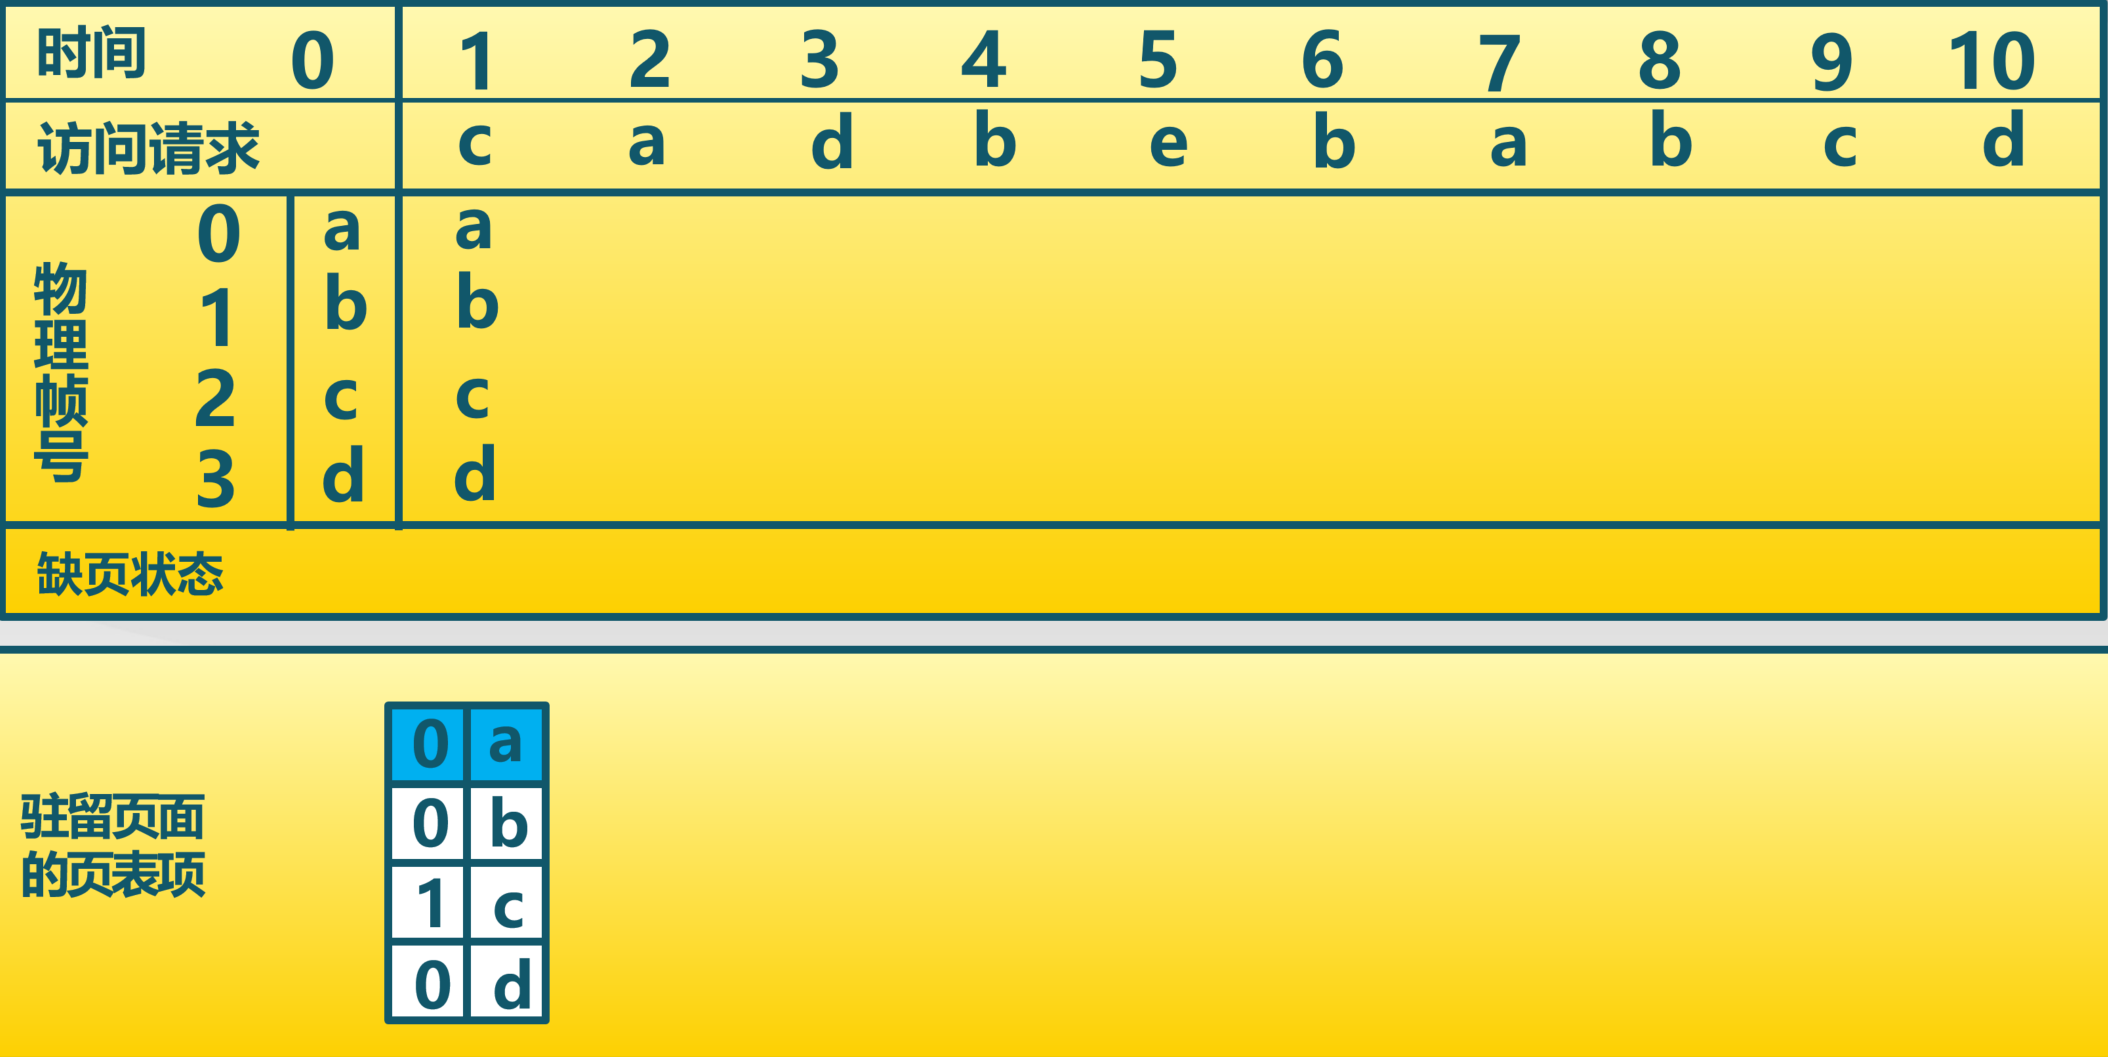 时间 0 1 2 3 4 5 6 7 8 9 10
访问请求 c a d b e b a b c d
物理帧号
0 a a
1 b b
2 c c
3 d d
缺页状态
驻留页面
的页表项
0 a
0 b
1 c
0 d